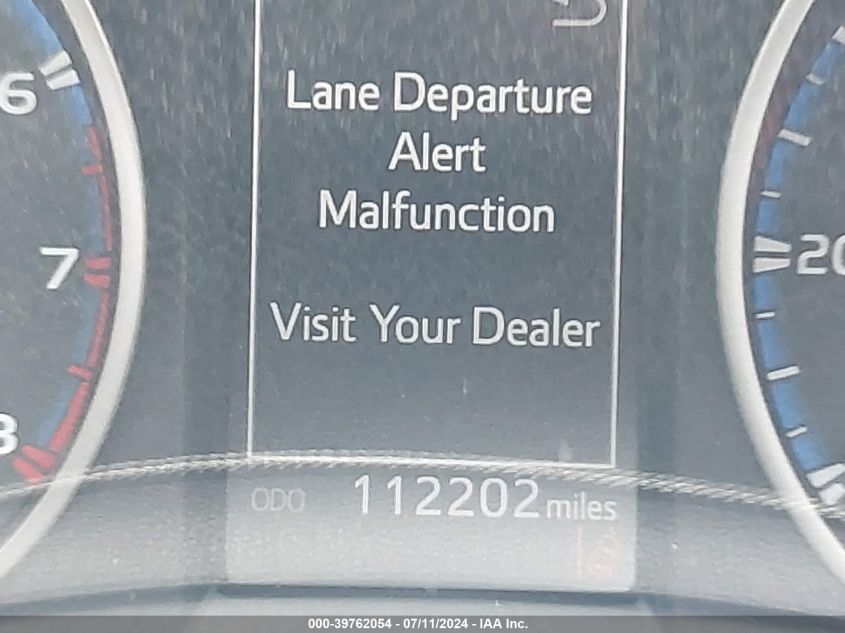 6
Lane Departure
Alert
Malfunction
7
20
Visit Your Dealer
8
ODO 112202 miles
000-39762054 - 07/11/2024 - IAA Inc.